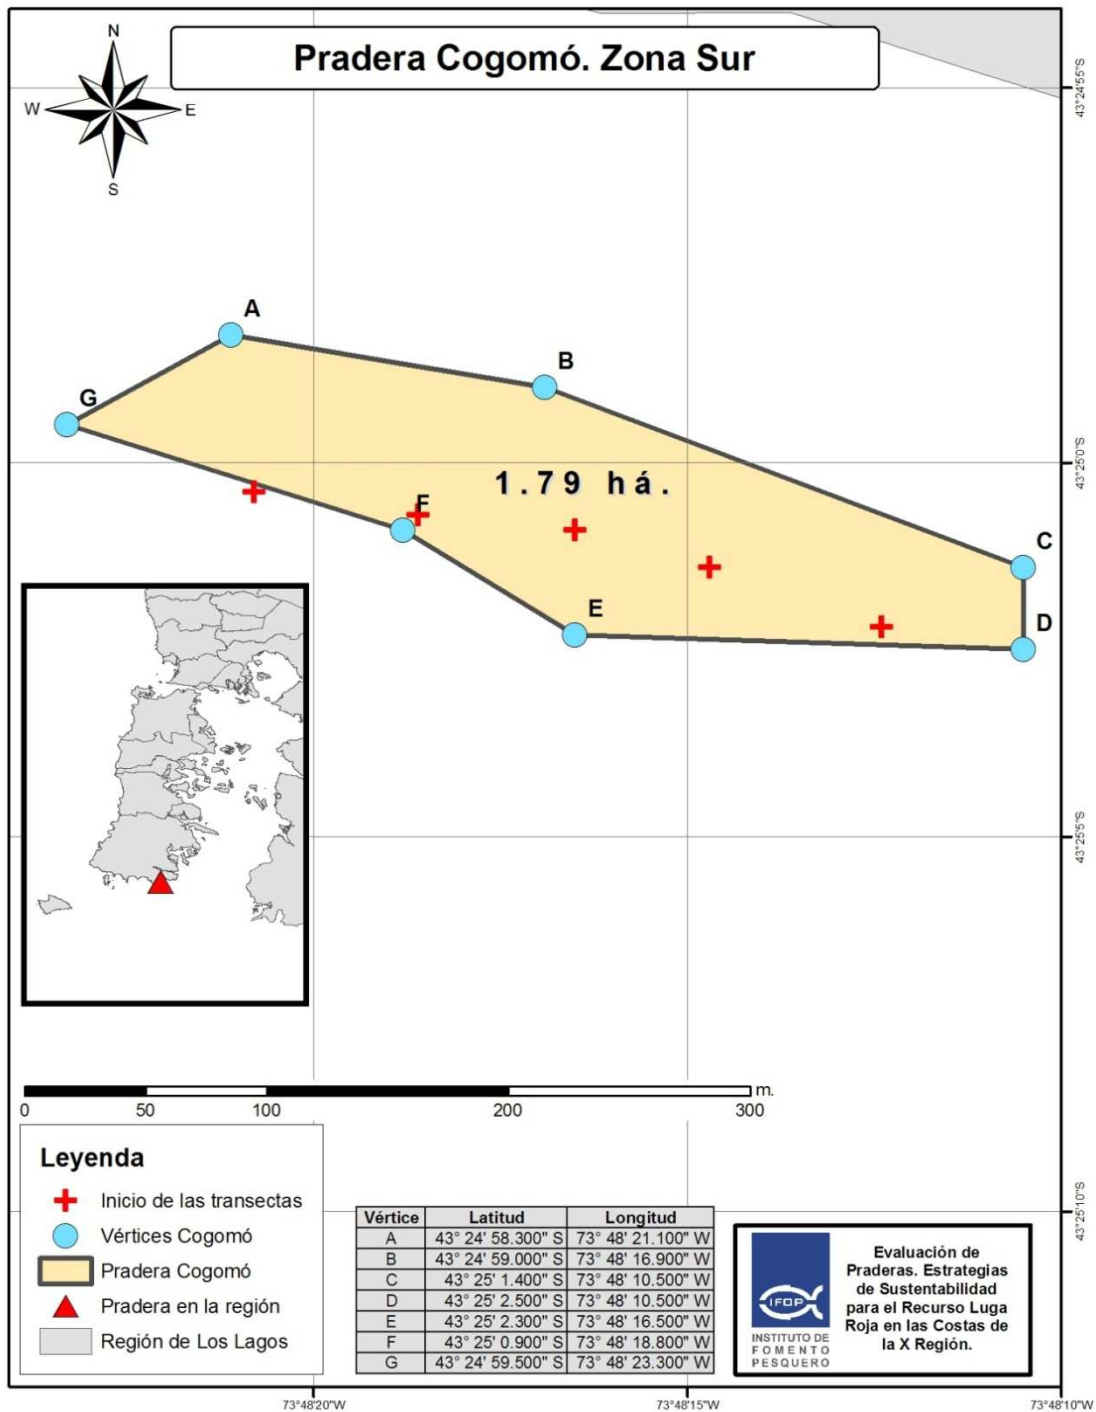 Pradera Cogomó. Zona Sur
N
W
E
S
43°24'55"S
43°25'0"S
43°25'5"S
43°25'10"S
A
B
G
1.79 há.
F
C
E
D
m.
0 50 100 200 300
Leyenda
Inicio de las transectas
Vértices Cogomó
Pradera Cogomó
Pradera en la región
Región de Los Lagos
Vértice Latitud Longitud
A 43° 24' 58.300" S 73° 48' 21.100" W
B 43° 24' 59.000" S 73° 48' 16.900" W
C 43° 25' 1.400" S 73° 48' 10.500" W
D 43° 25' 2.500" S 73° 48' 10.500" W
E 43° 25' 2.300" S 73° 48' 16.500" W
F 43° 25' 0.900" S 73° 48' 18.800" W
G 43° 24' 59.500" S 73° 48' 23.300" W
IFOP
INSTITUTO DE
FOMENTO
PESQUERO
Evaluación de
Praderas. Estrategias
de Sustentabilidad
para el Recurso Luga
Roja en las Costas de
la X Región.
73°48'20"W 73°48'15"W 73°48'10"W